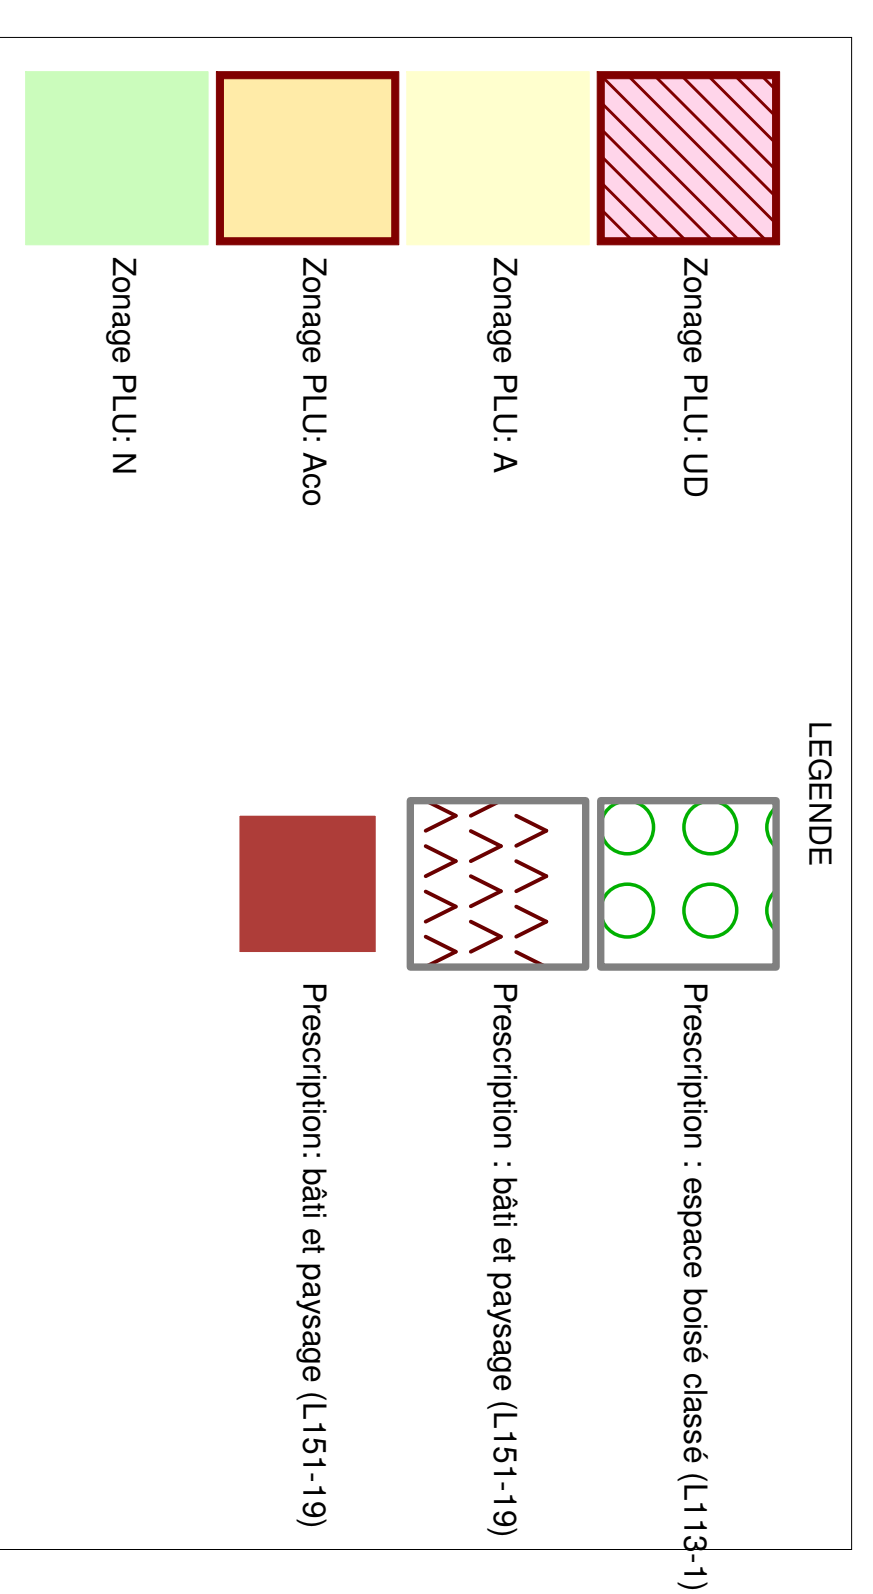 LEGENDE
Zonage PLU: UD
Zonage PLU: A
Zonage PLU: Aco
Zonage PLU: N
Prescription : espace boisé classé (L113-1)
Prescription : bâti et paysage (L151-19)
Prescription: bâti et paysage (L151-19)